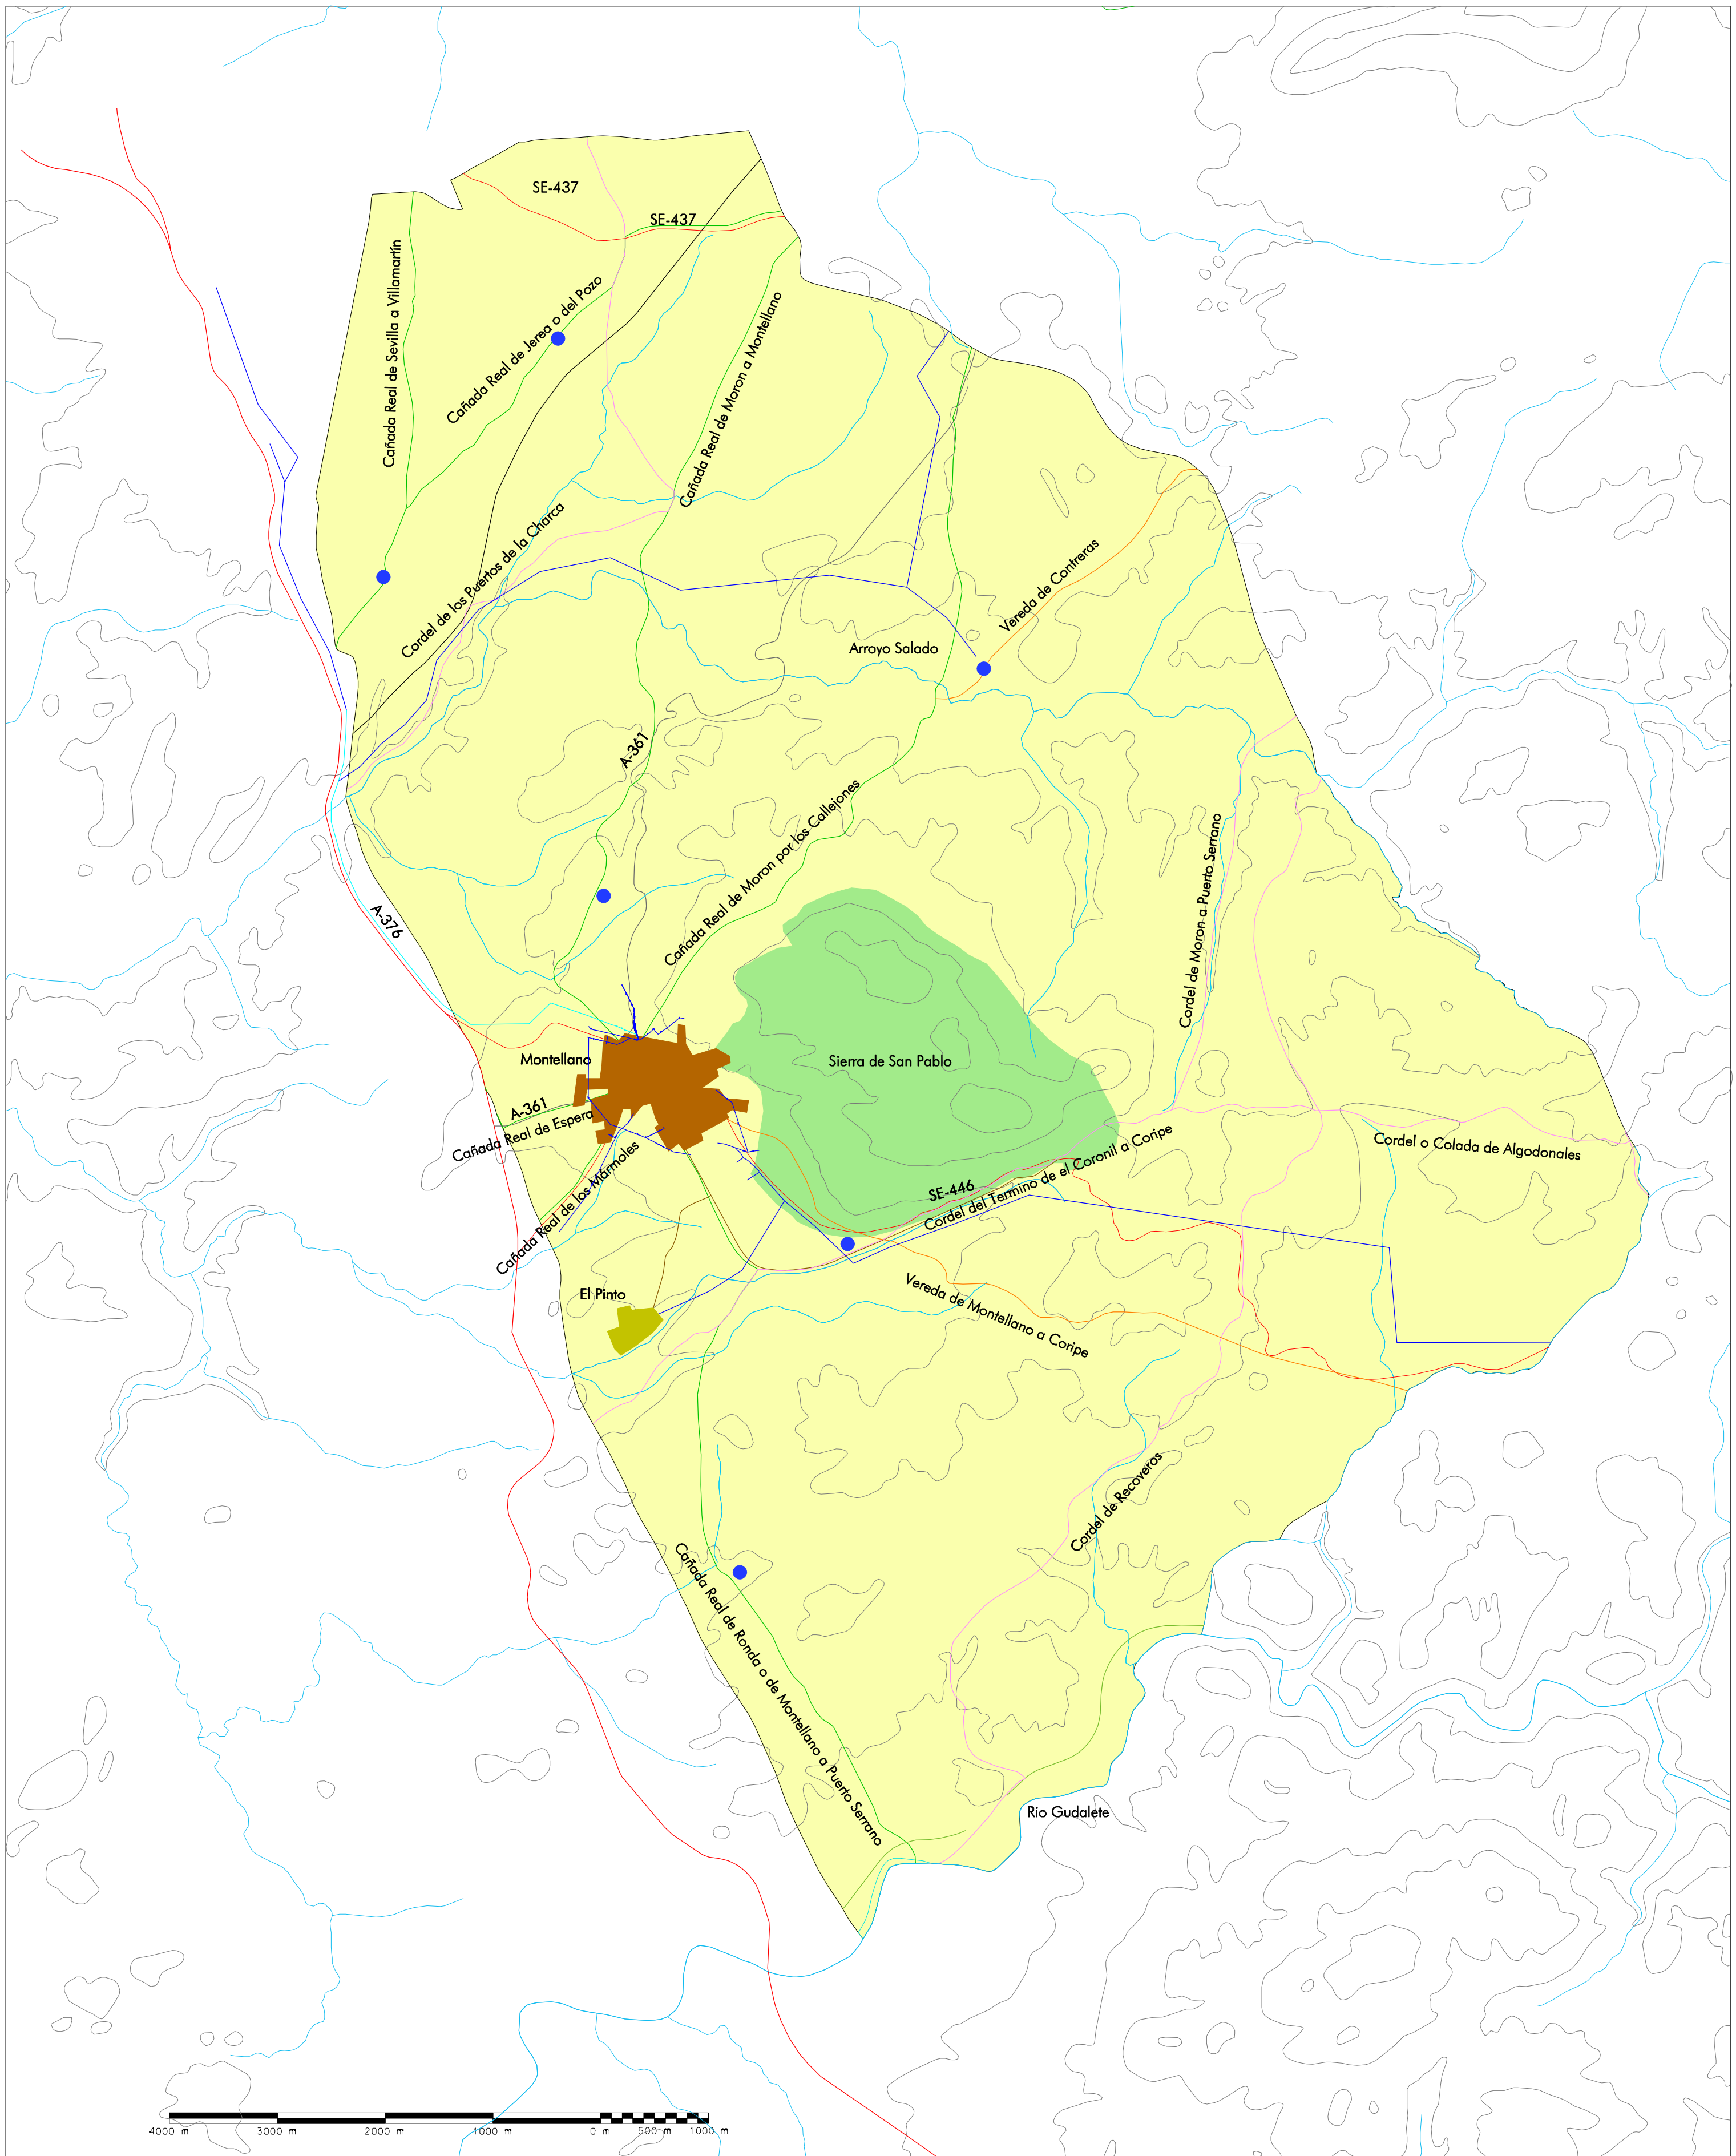 SE-437
SE-437
Cañada Real de Sevilla a Villamartín
Cañada Real de Jerea o del Pozo
Cañada Real de Moron a Montellano
Cordel de los Puertos de la Charca
Vereda de Contreras
Arroyo Salado
A-361
Cañada Real de Moron por los Callejones
Cordel de Moron a Puerto Serrano
A-376
Montellano
Sierra de San Pablo
A-361
Cañada Real de Espera
Cordel o Colada de Algodonales
Cañada Real de los Mármoles
SE-446
Cordel del Termino de el Coronil a Coripe
El Pinto
Vereda de Montellano a Coripe
Cordel de Recoveros
Cañada Real de Ronda o de Montellano a Puerto Serrano
Rio Gudalete
4000 m 3000 m 2000 m 1000 m 0 m 500 m 1000 m